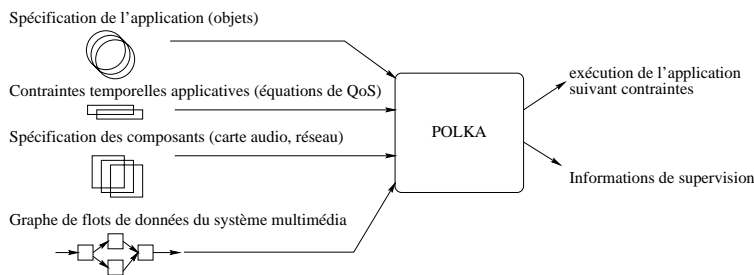 Spécification de l'application (objets)
Contraintes temporelles applicatives (équations de QoS)
Spécification des composants (carte audio, réseau)
Graphe de flots de données du système multimédia
POLKA
exécution de l'application
suivant contraintes
Informations de supervision